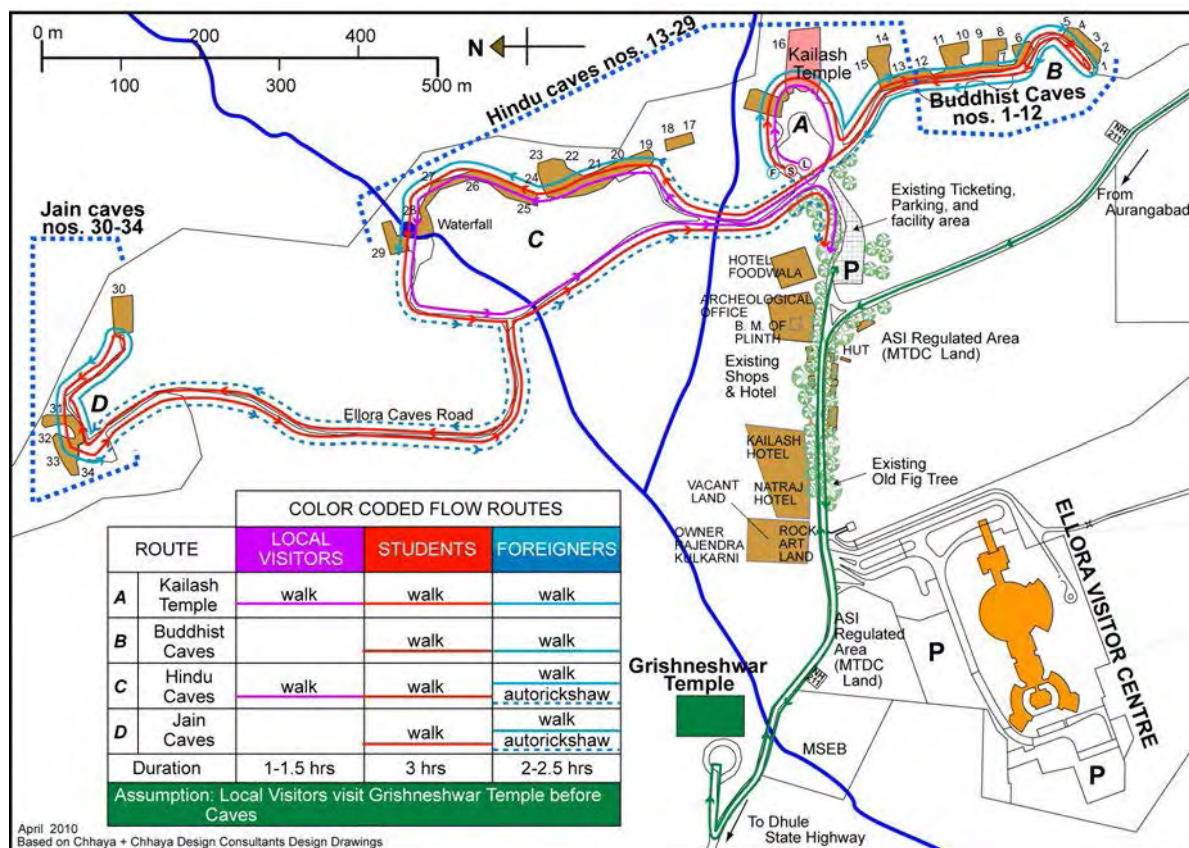 0 m
200
100
300
500 m
N
Hindu caves nos. 13-29
16
Kailash
Temple
A
14
15
13
12
11
10
9
8
7
6
5
4
3
2
1
B
Buddhist Caves
nos. 1-12
NH
211
From
Aurangabad
F
S
L
18
17
19
20
21
22
23
24
25
26
27
28
29
Waterfall
C
Existing Ticketing,
Parking, and
facility area
P
Jain caves
nos. 30-34
30
31
32
33
34
D
Ellora Caves Road
HOTEL
FOODWALA
ARCHEOLOGICAL
OFFICE
B. M. OF
PLINTH
Existing
Shops
& Hotel
HUT
ASI Regulated Area
(MTDC Land)
KAILASH
HOTEL
NATRAJ
HOTEL
Existing
Old Fig Tree
VACANT
LAND
OWNER
RAJENDRA
KULKARNI
ROCK
ART
LAND
ELLORA VISITOR CENTRE
P
P
ASI
Regulated
Area
(MTDC
Land)
NH
211
Grishneshwar
Temple
MSEB
To Dhule
State Highway
COLOR CODED FLOW ROUTES
ROUTE LOCAL VISITORS STUDENTS FOREIGNERS
A Kailash Temple walk walk walk
B Buddhist Caves walk walk
C Hindu Caves walk walk walk autorickshaw
D Jain Caves walk walk autorickshaw
Duration 1-1.5 hrs 3 hrs 2-2.5 hrs
Assumption: Local Visitors visit Grishneshwar Temple before
Caves
April 2010
Based on Chhaya + Chhaya Design Consultants Design Drawings